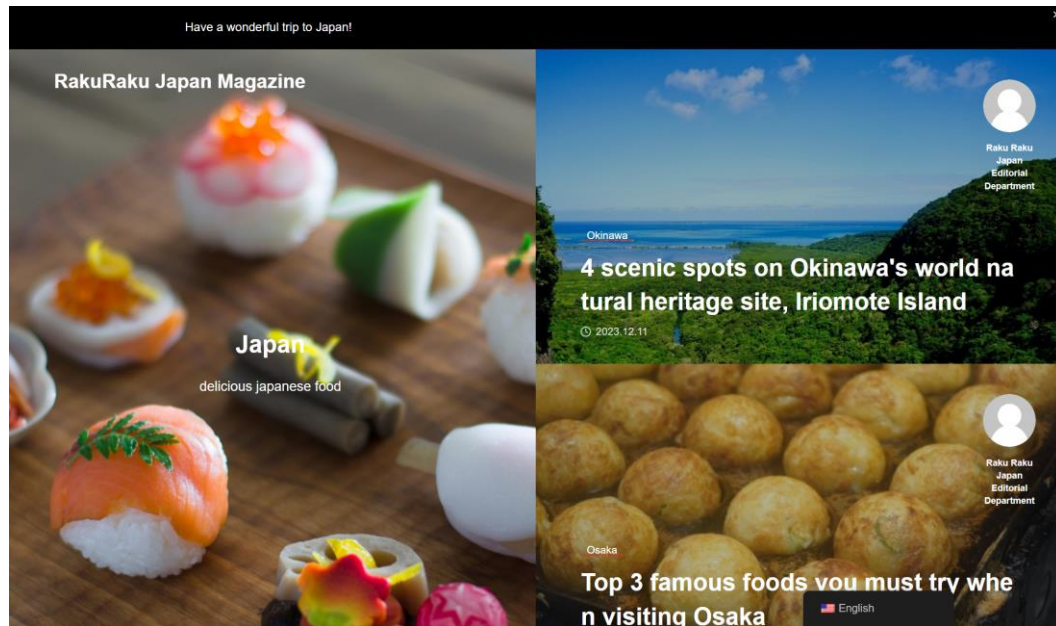 Have a wonderful trip to Japan!
RakuRaku Japan Magazine
Japan
delicious japanese food
Raku Raku
Japan
Editorial
Department
Okinawa
4 scenic spots on Okinawa's world na
tural heritage site, Iriomote Island
2023.12.11
Raku Raku
Japan
Editorial
Department
Osaka
Top 3 famous foods you must try whe
n visiting Osaka
English